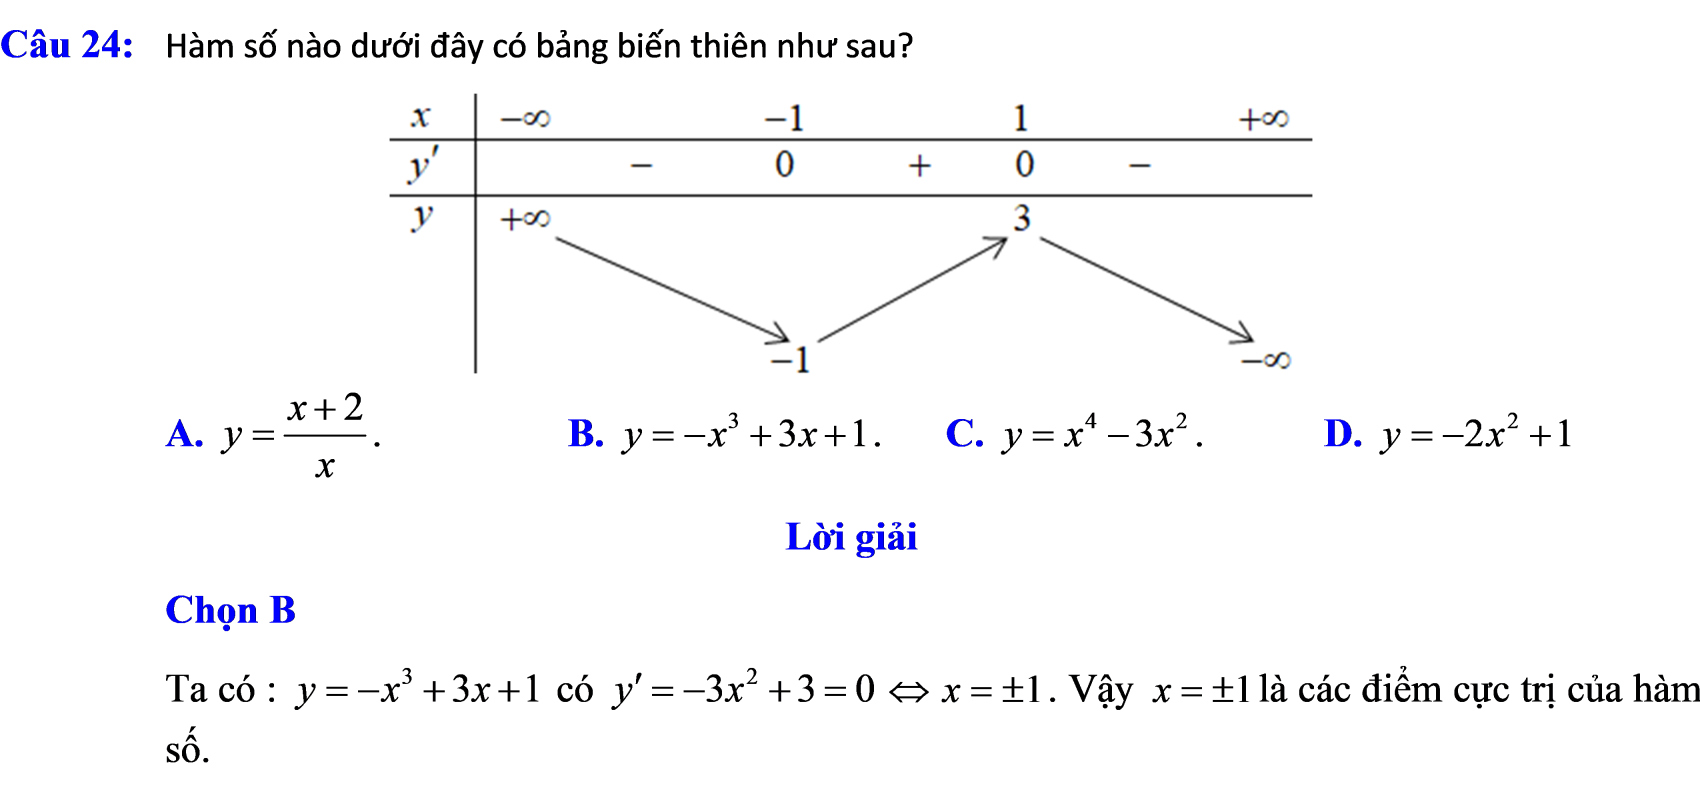 Câu 24: Hàm số nào dưới đây có bảng biến thiên như sau?
x −∞ −1 1 +∞
y′ − 0 + 0 −
y +∞ 3
−1 −∞
A. y = (x+2)/x. B. y = −x³ + 3x + 1. C. y = x⁴ − 3x². D. y = −2x² + 1
Lời giải
Chọn B
Ta có : y = −x³ + 3x + 1 có y′ = −3x² + 3 = 0 ⇔ x = ±1. Vậy x = ±1 là các điểm cực trị của hàm
số.